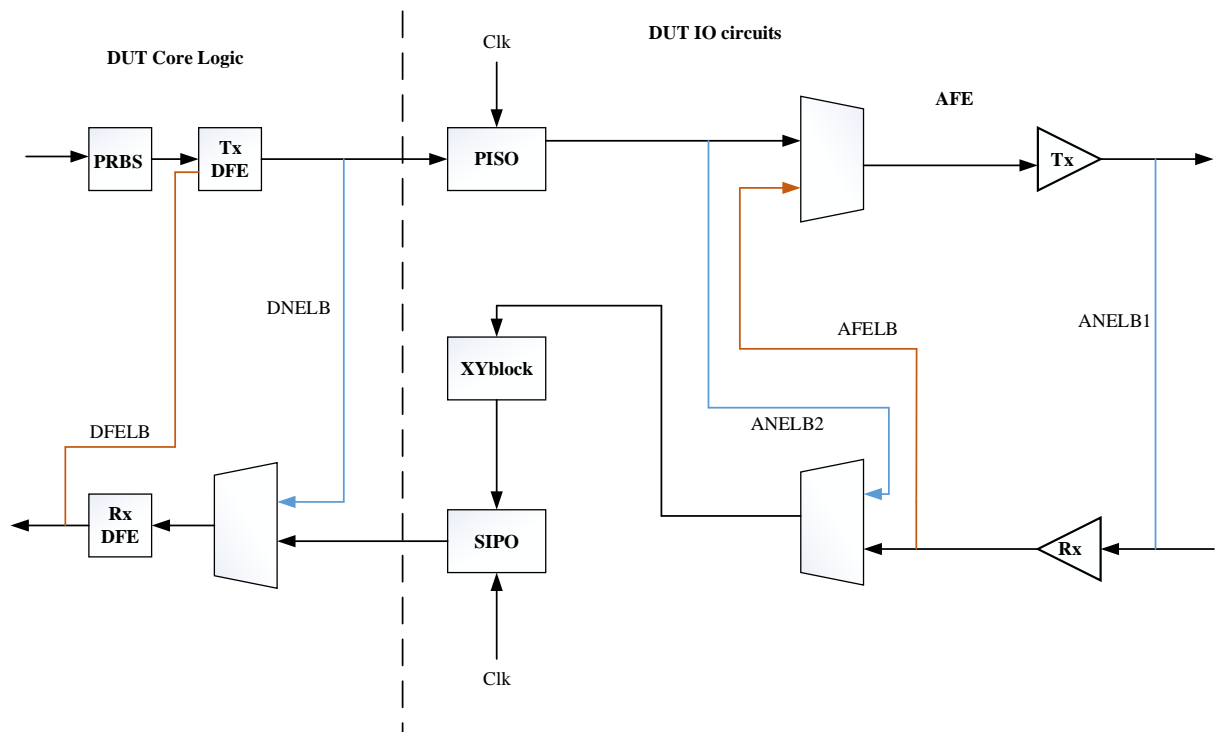 Clk
DUT IO circuits
DUT Core Logic
AFE
PRBS
Tx
DFE
PISO
Tx
DNELB
AFELB
ANELB1
XYblock
ANELB2
DFELB
Rx
DFE
SIPO
Rx
Clk